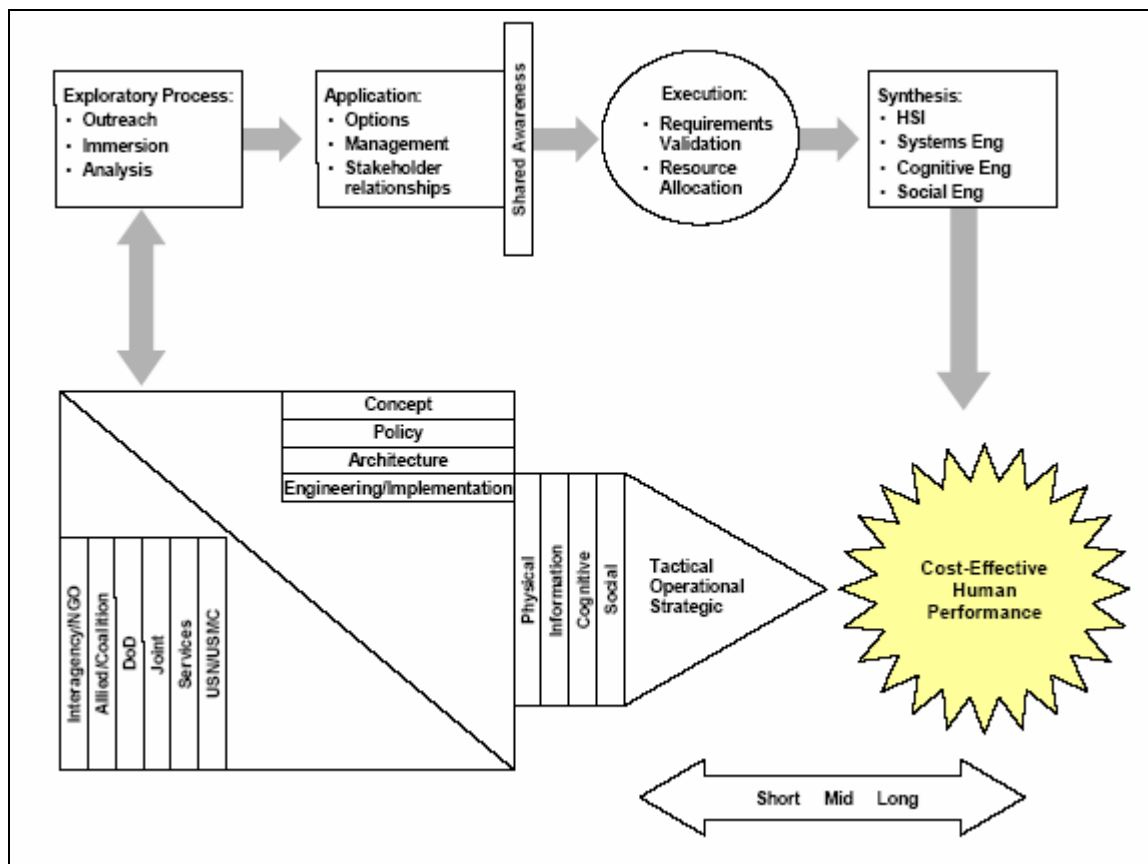 Exploratory Process:
· Outreach
· Immersion
· Analysis
Application:
· Options
· Management
· Stakeholder
relationships
Shared Awareness
Execution:
· Requirements
Validation
· Resource
Allocation
Synthesis:
· HSI
· Systems Eng
· Cognitive Eng
· Social Eng
Concept
Policy
Architecture
Engineering/Implementation
Interagency/NGO
Allied/Coalition
DoD
Joint
Services
USN/USMC
Physical
Information
Cognitive
Social
Tactical
Operational
Strategic
Cost-Effective
Human
Performance
Short Mid Long